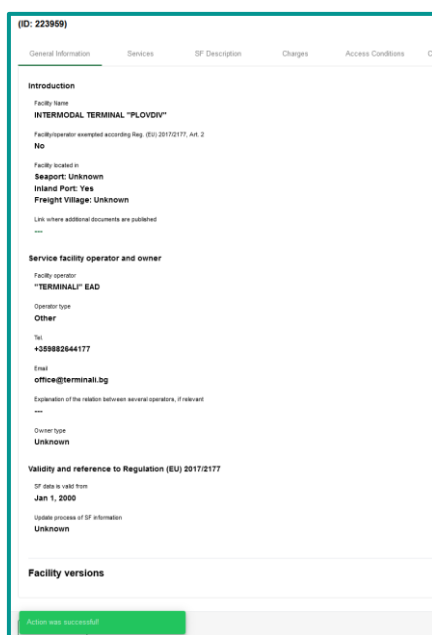 (ID: 223959)
General Information Services SF Description Charges Access Conditions
Introduction
Facility Name
INTERMODAL TERMINAL "PLOVDIV"
Facility/operator exempted according Reg. (EU) 2017/2177, Art. 2
No
Facility located in
Seaport: Unknown
Inland Port: Yes
Freight Village: Unknown
Link where additional documents are published
---
Service facility operator and owner
Facility operator
"TERMINALI" EAD
Operator type
Other
Tel.
+359882644177
Email
office@terminali.bg
Explanation of the relation between several operators, if relevant
---
Owner type
Unknown
Validity and reference to Regulation (EU) 2017/2177
SF data is valid from
Jan 1, 2000
Update process of SF information
Unknown
Facility versions
Action was successful!